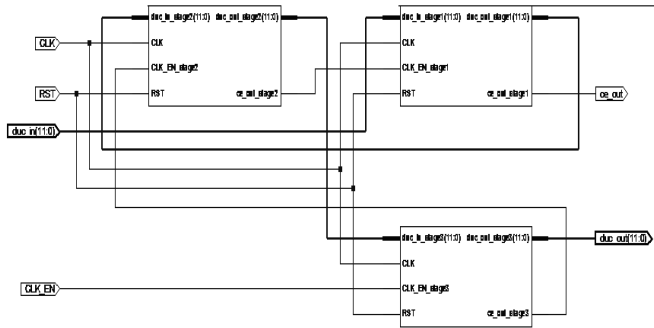 duc_in_stage2(11:0) duc_out_stage2(11:0)
CLK
CLK_EN_stage2
RST ce_out_stage2
duc_in_stage1(11:0) duc_out_stage1(11:0)
CLK
CLK_EN_stage1
RST ce_out_stage1
CLK
RST
duc_in(11:0)
ce_out
duc_in_stage3(11:0) duc_out_stage3(11:0)
CLK
CLK_EN_stage3
RST ce_out_stage3
duc_out(11:0)
CLK_EN